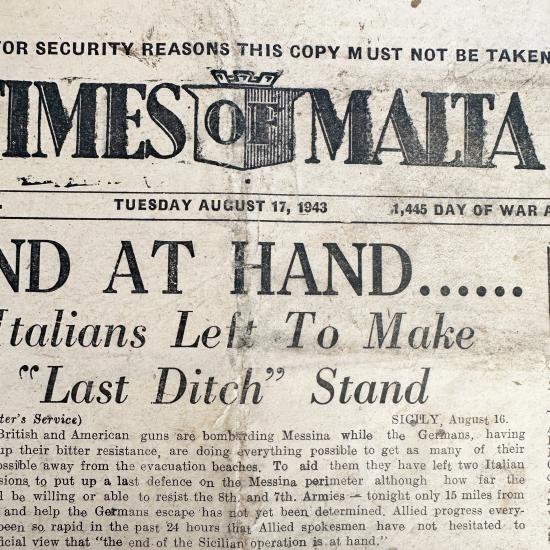 FOR SECURITY REASONS THIS COPY MUST NOT BE TAKEN
TIMES OF MALTA
TUESDAY AUGUST 17, 1943 1,445 DAY OF WAR A
ND AT HAND......
Italians Left To Make
"Last Ditch" Stand
ter's Service) SICILY, August 16.
British and American guns are bombarding Messina while the Germans, having
up their bitter resistance, are doing everything possible to get as many of their
ossible away from the evacuation beaches. To aid them they have left two Italian
sions to put up a last defence on the Messina perimeter although how far the
l be willing or able to resist the 8th. and 7th. Armies — tonight only 15 miles from
and help the Germans escape has not yet been determined. Allied progress every-
been so rapid in the past 24 hours that Allied spokesmen have not hesitated to
ficial view that "the end of the Sicilian operation is at hand."